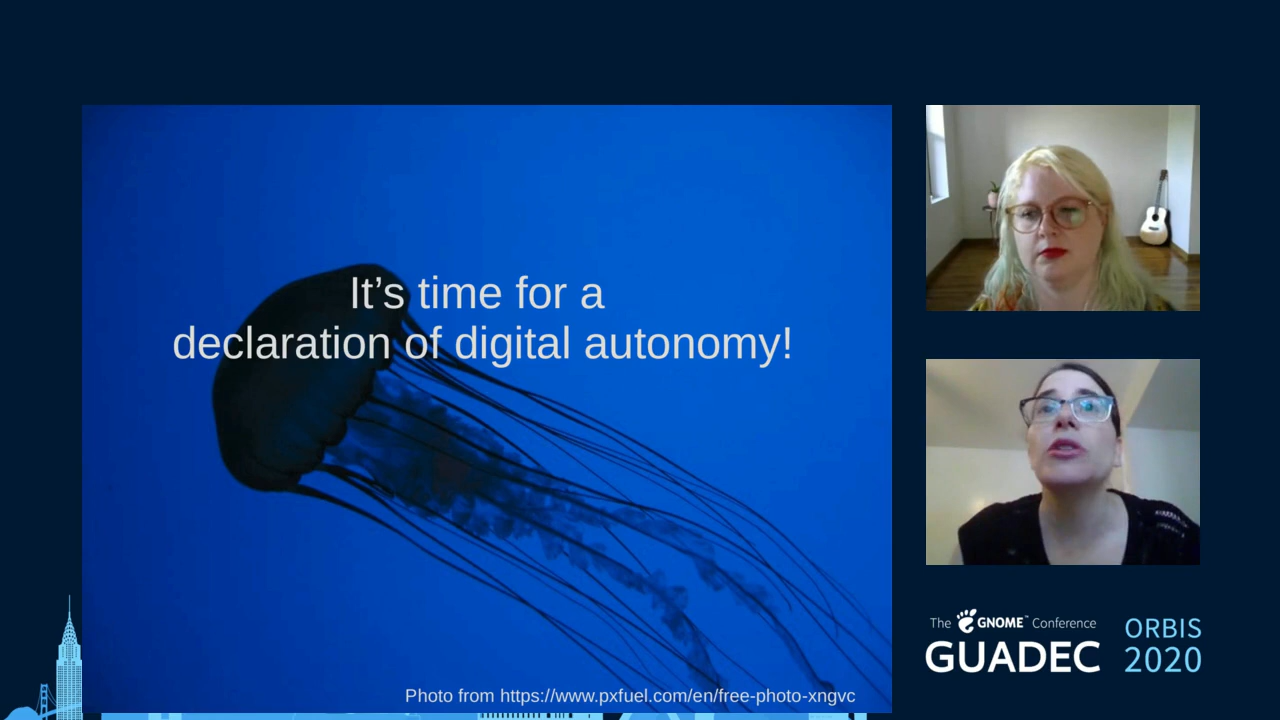 It's time for a
declaration of digital autonomy!
Photo from https://www.pxfuel.com/en/free-photo-xngvc
The GNOME™ Conference
GUADEC
ORBIS
2020